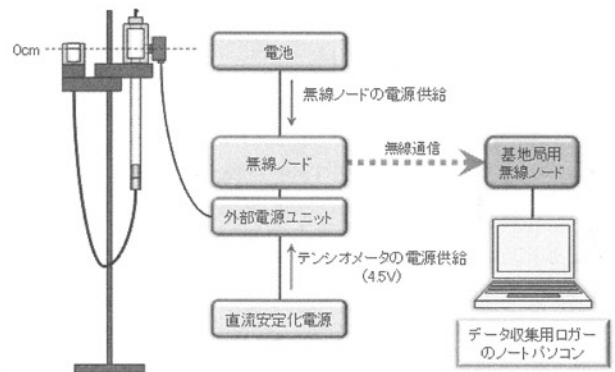 0cm
電池
無線ノードの電源供給
無線ノード
無線通信
基地局用
無線ノード
外部電源ユニット
テンシオメータの電源供給
(4.5V)
直流安定化電源
データ収集用ロガー
のノートパソコン